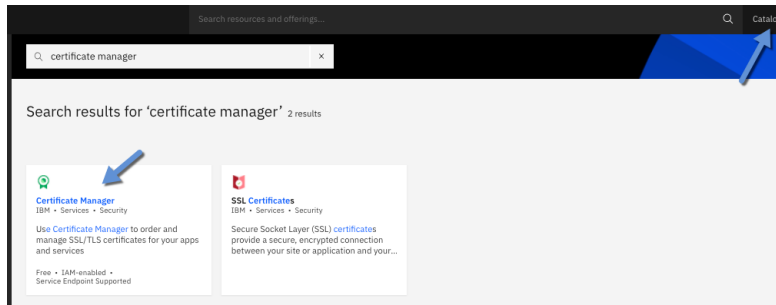 Search resources and offerings...
Catalo
certificate manager ×
Search results for 'certificate manager' 2 results
Certificate Manager
IBM • Services • Security
Use Certificate Manager to order and
manage SSL/TLS certificates for your apps
and services
Free • IAM-enabled •
Service Endpoint Supported
SSL Certificates
IBM • Services • Security
Secure Socket Layer (SSL) certificates
provide a secure, encrypted connection
between your site or application and your...